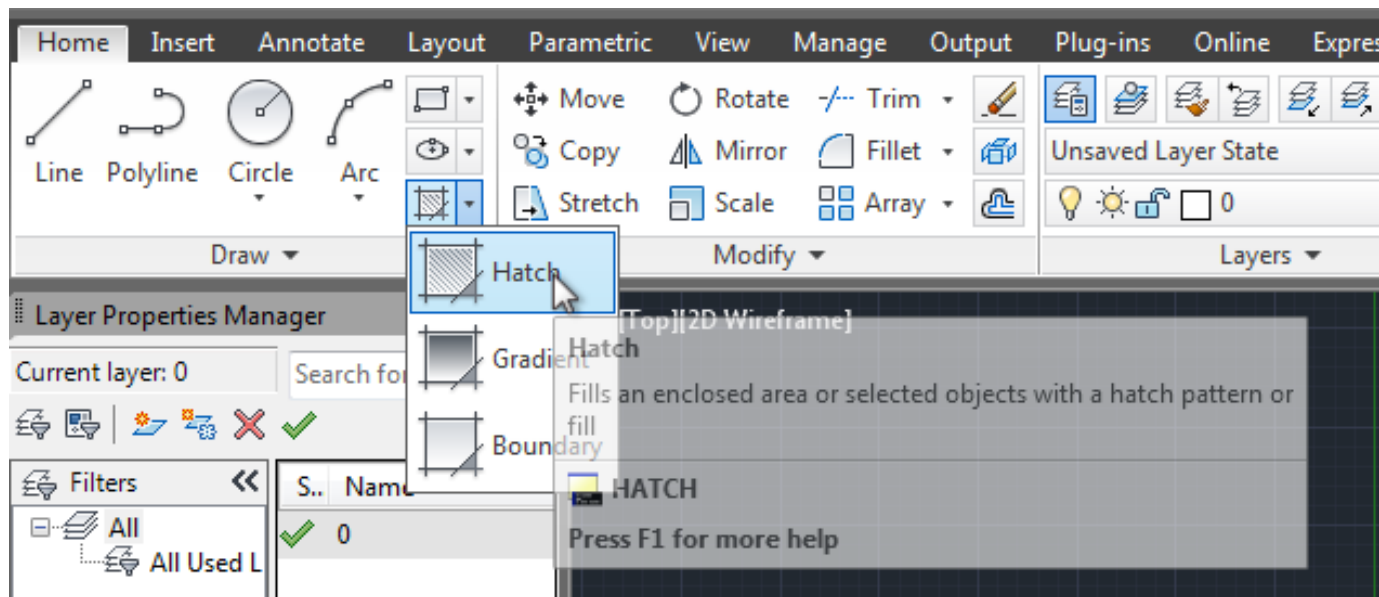 Home Insert Annotate Layout Parametric View Manage Output Plug-ins Online Expres
Move Rotate Trim
Copy Mirror Fillet Unsaved Layer State
Line Polyline Circle Arc
Stretch Scale Array 0
Draw Modify Layers
Hatch
Layer Properties Manager
[Top][2D Wireframe]
Hatch
Current layer: 0 Search fo
Gradient
Fills an enclosed area or selected objects with a hatch pattern or
fill
Boundary
Filters S.. Name
HATCH
All 0
Press F1 for more help
All Used L